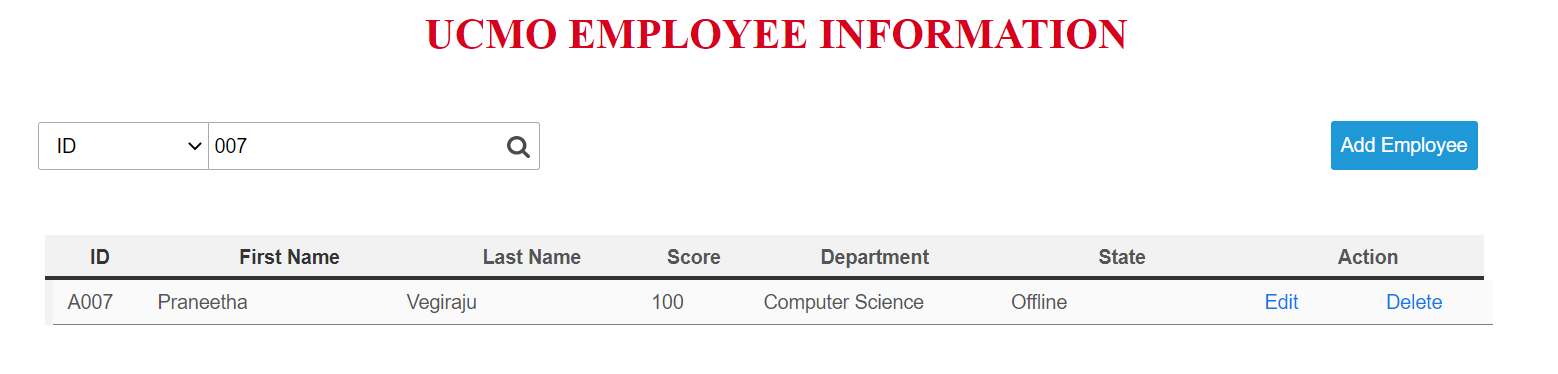 UCMO EMPLOYEE INFORMATION
ID 007 Add Employee
ID First Name Last Name Score Department State Action
A007 Praneetha Vegiraju 100 Computer Science Offline Edit Delete